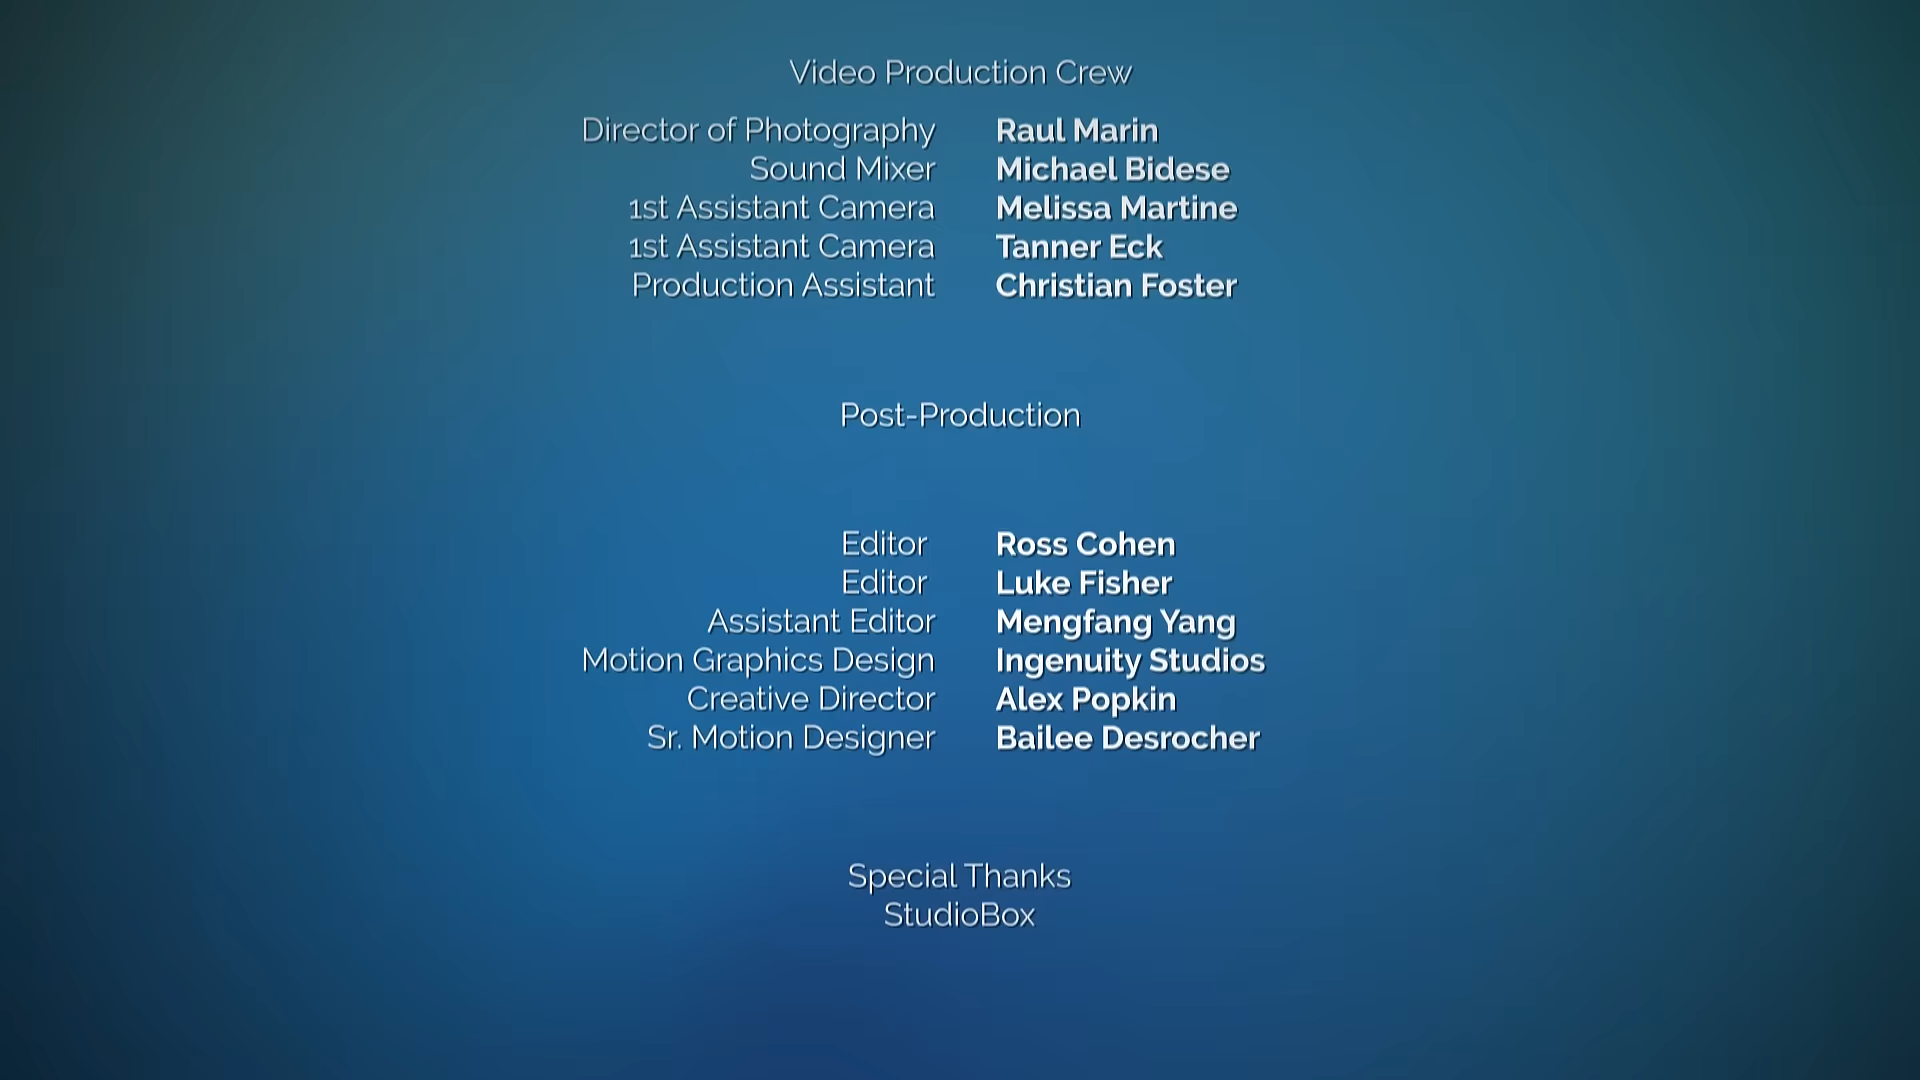 Video Production Crew
Director of Photography Raul Marin
Sound Mixer Michael Bidese
1st Assistant Camera Melissa Martine
1st Assistant Camera Tanner Eck
Production Assistant Christian Foster
Post-Production
Editor Ross Cohen
Editor Luke Fisher
Assistant Editor Mengfang Yang
Motion Graphics Design Ingenuity Studios
Creative Director Alex Popkin
Sr. Motion Designer Bailee Desrocher
Special Thanks
StudioBox